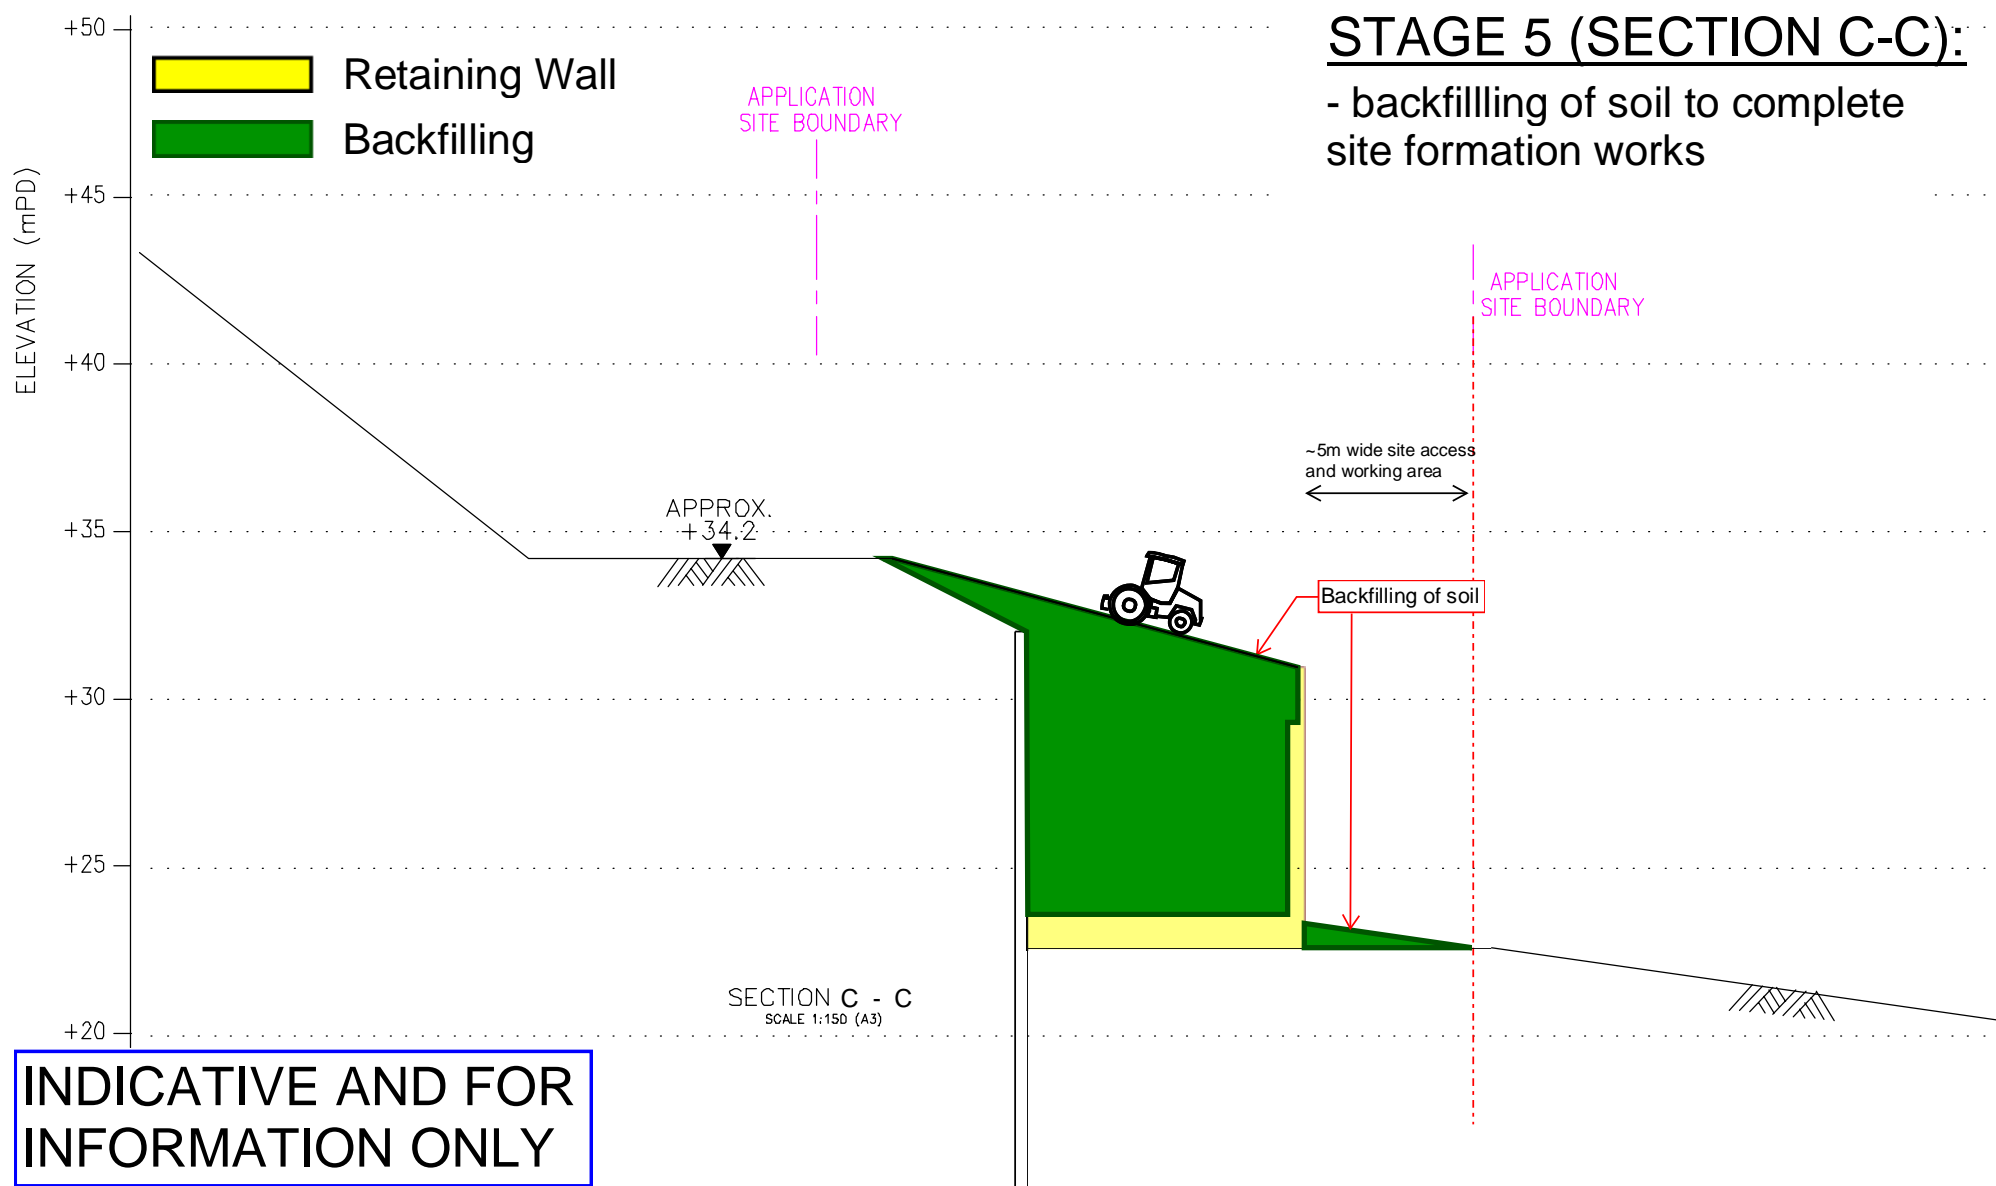 STAGE 5 (SECTION C-C):
- backfillling of soil to complete
site formation works
Retaining Wall
Backfilling
APPLICATION
SITE BOUNDARY
APPLICATION
SITE BOUNDARY
ELEVATION (mPD)
+50
+45
+40
+35
+30
+25
+20
~5m wide site access
and working area
APPROX.
+34.2
Backfilling of soil
SECTION C - C
SCALE 1:150 (A3)
INDICATIVE AND FOR
INFORMATION ONLY